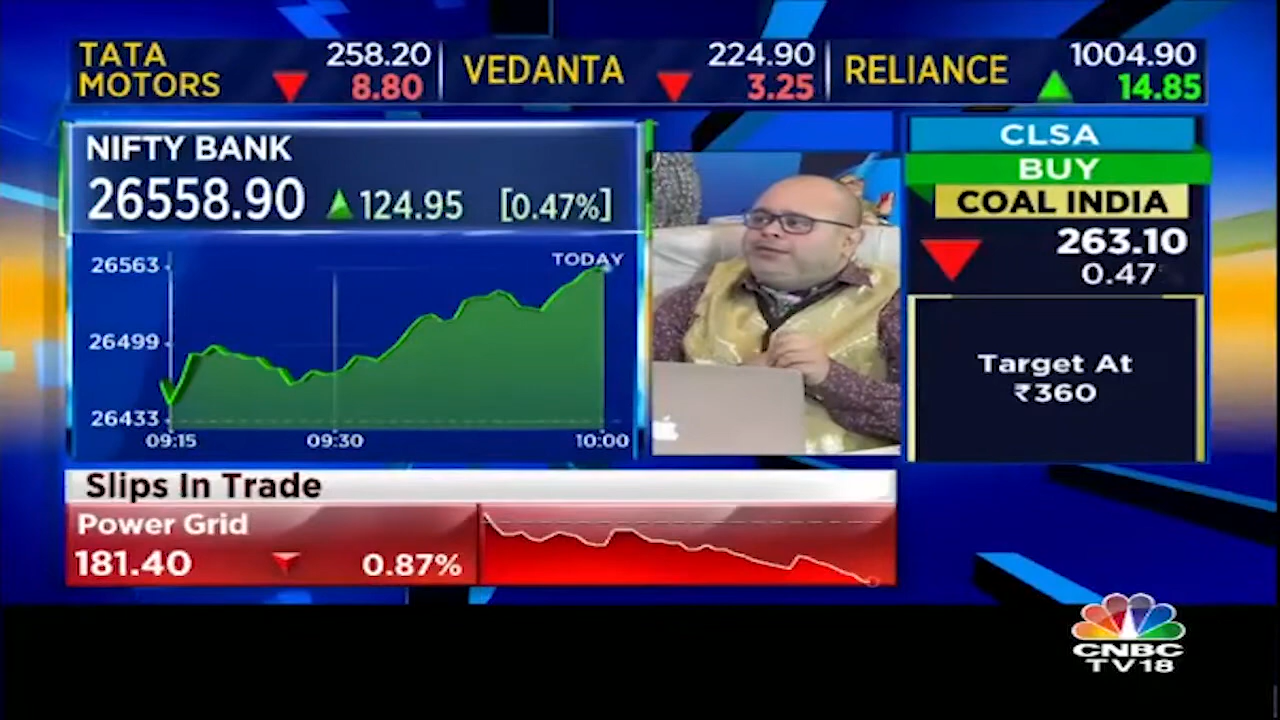 TATA MOTORS 258.20 8.80
VEDANTA 224.90 3.25
RELIANCE 1004.90 14.85
NIFTY BANK
26558.90 124.95 [0.47%]
TODAY
26563
26499
26433
09:15 09:30 10:00
CLSA
BUY
COAL INDIA
263.10
0.47
Target At
₹360
Slips In Trade
Power Grid
181.40 0.87%
CNBC
TV18